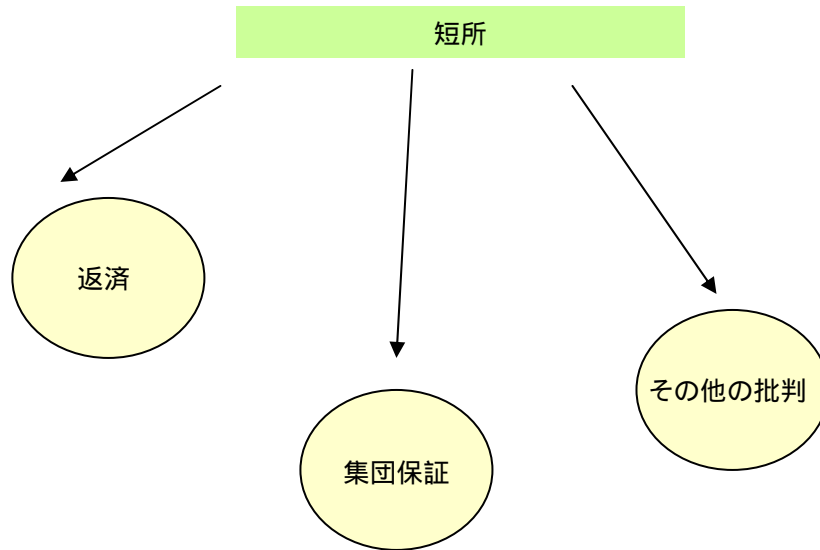 短所
返済
その他の批判
集団保証